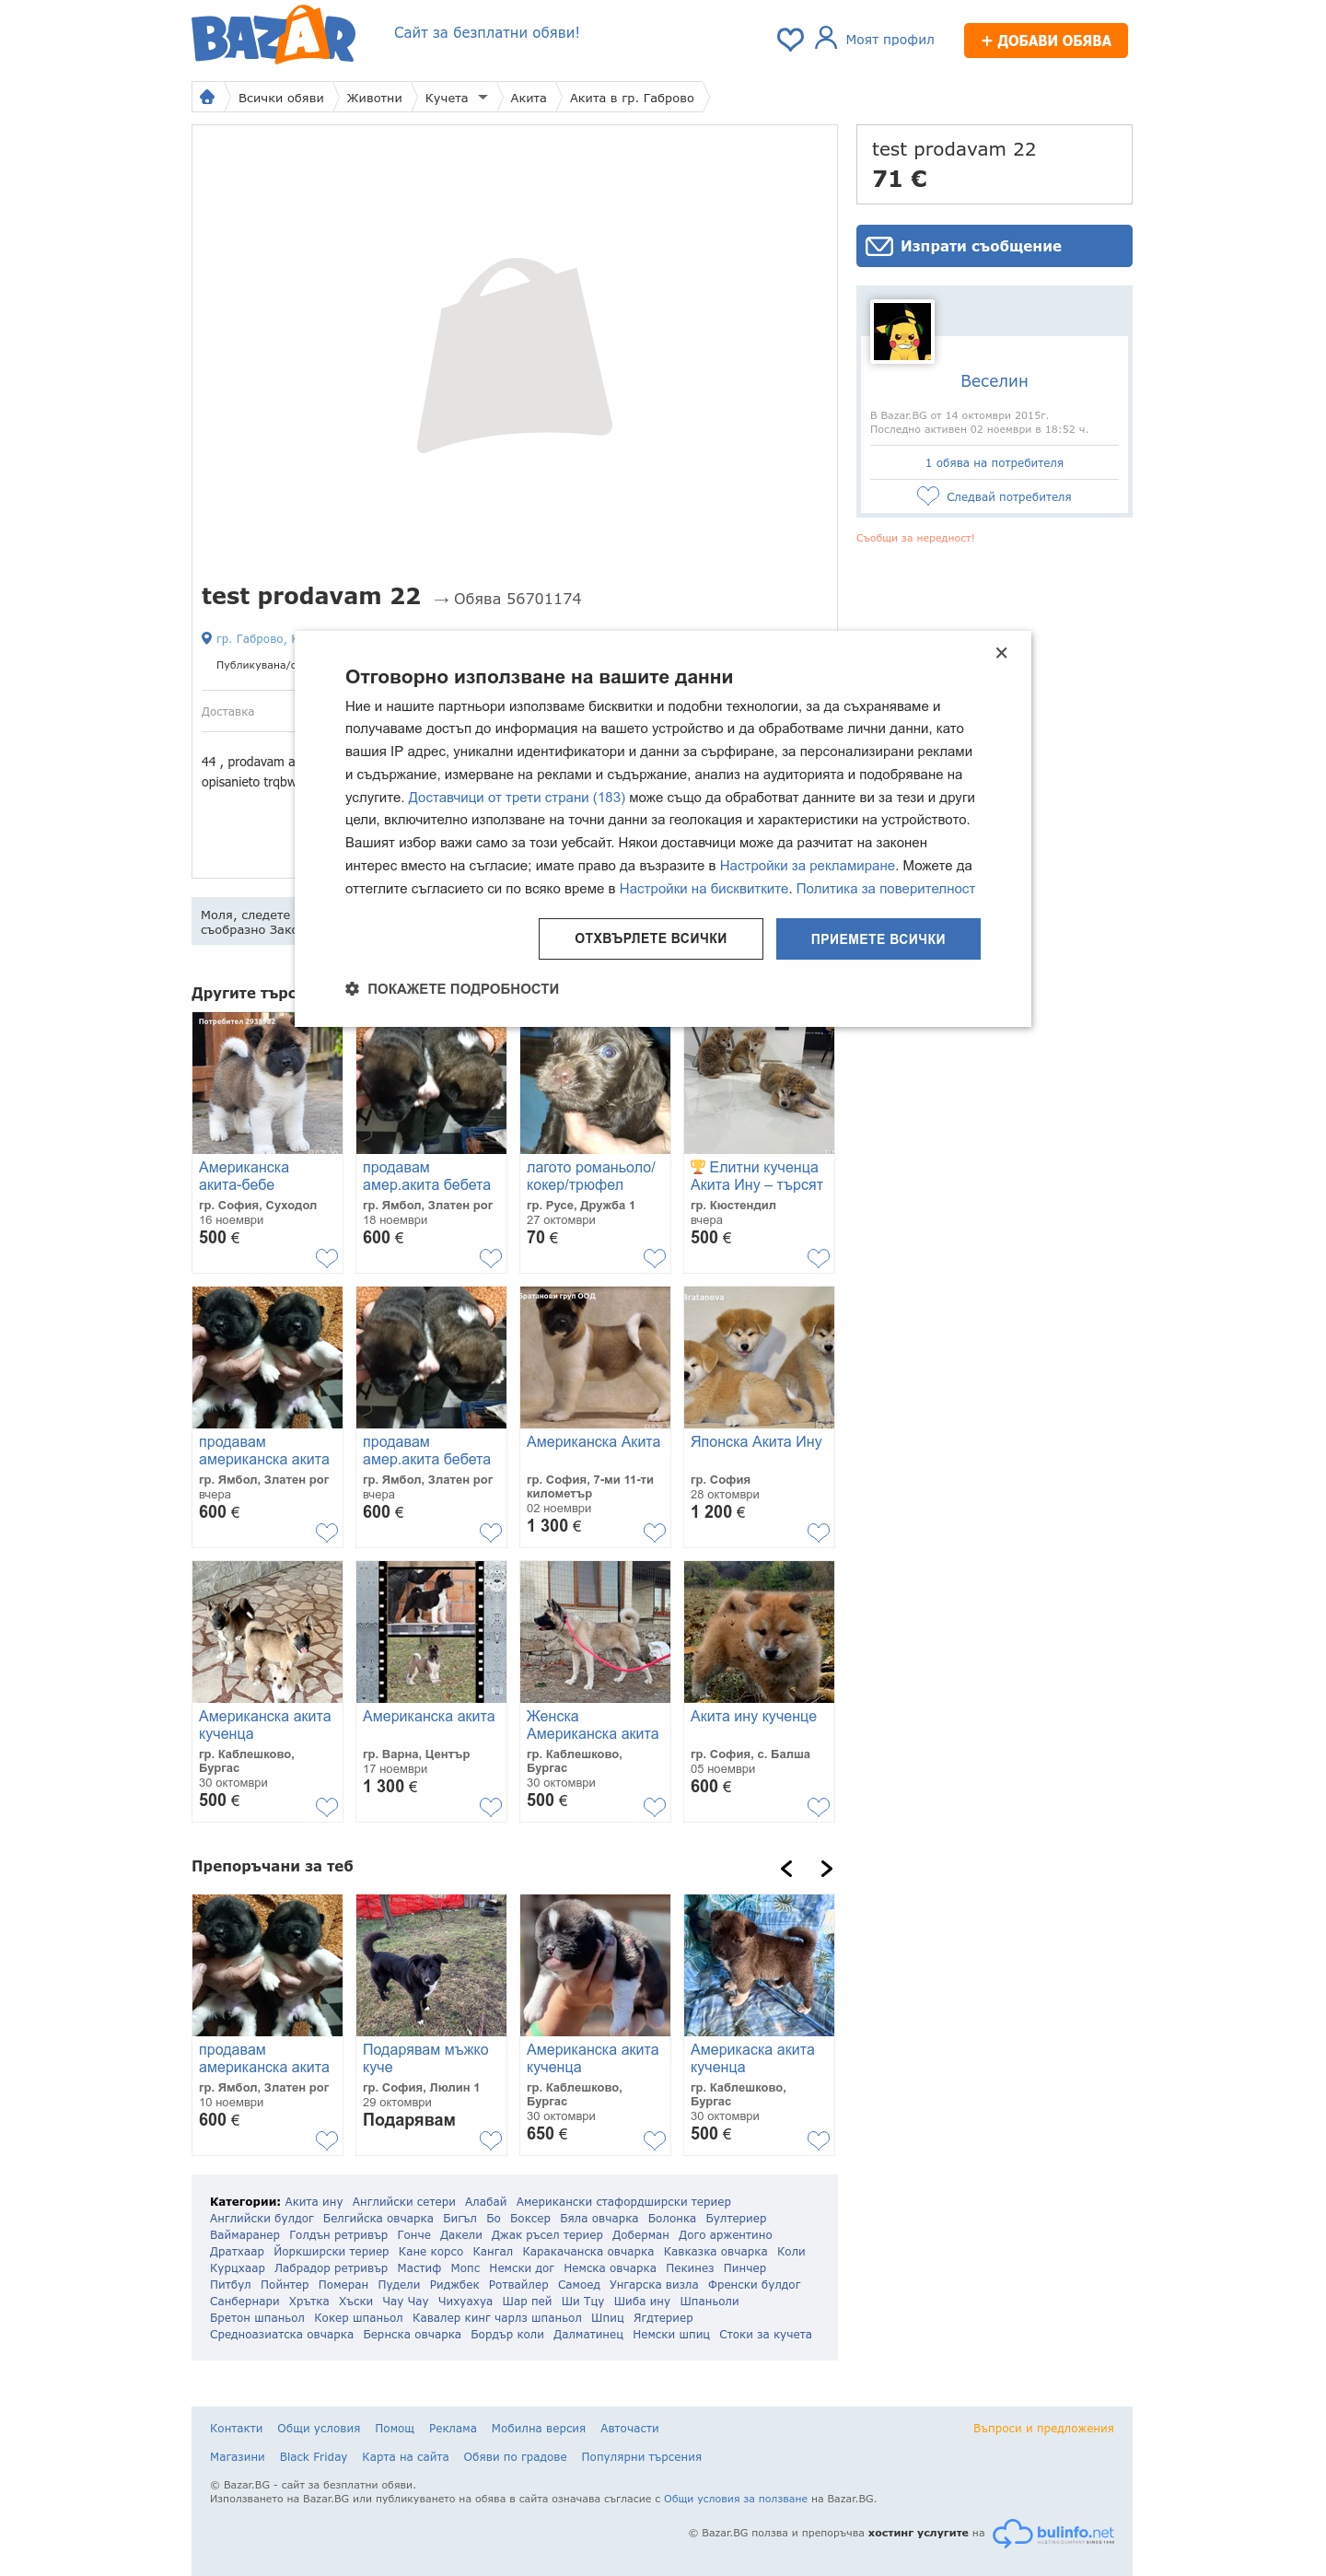 BAZAR
Сайт за безплатни обяви!
Моят профил
+ ДОБАВИ ОБЯВА
Всички обяви
Животни
Кучета
Акита
Акита в гр. Габрово
test prodavam 22
71 €
Изпрати съобщение
Веселин
В Bazar.BG от 14 октомври 2015г.
Последно активен 02 ноември в 18:52 ч.
1 обява на потребителя
Следвай потребителя
Съобщи за нередност!
test prodavam 22 → Обява 56701174
гр. Габрово,
Доставка
44 , prodavam
opisanieto
Моля, следете
съобразно
×
Отговорно използване на вашите данни
Ние и нашите партньори използваме бисквитки и подобни технологии, за да съхраняваме и
получаваме достъп до информация на вашето устройство и да обработваме лични данни, като
вашия IP адрес, уникални идентификатори и данни за сърфиране, за персонализирани реклами
и съдържание, измерване на реклами и съдържание, анализ на аудиторията и подобряване на
услугите. Доставчици от трети страни (183) може също да обработват данните ви за тези и други
цели, включително използване на точни данни за геолокация и характеристики на устройството.
Вашият избор важи само за този уебсайт. Някои доставчици може да разчитат на законен
интерес вместо на съгласие; имате право да възразите в Настройки за рекламиране. Можете да
оттеглите съгласието си по всяко време в Настройки на бисквитките. Политика за поверителност
ОТХВЪРЛЕТЕ ВСИЧКИ
ПРИЕМЕТЕ ВСИЧКИ
ПОКАЖЕТЕ ПОДРОБНОСТИ
Другите
Потребител 2938982
Американска
акита-бебе
гр. София, Суходол
16 ноември
500 €
продавам
амер.акита бебета
гр. Ямбол, Златен рог
18 ноември
600 €
лагото романьоло/
кокер/трюфел
гр. Русе, Дружба 1
27 октомври
70 €
🏆 Елитни кученца
Акита Ину – търсят
гр. Кюстендил
вчера
500 €
продавам
американска акита
гр. Ямбол, Златен рог
вчера
600 €
продавам
амер.акита бебета
гр. Ямбол, Златен рог
вчера
600 €
Братанови груп ООД
Американска Акита
гр. София, 7-ми 11-ти
километър
02 ноември
1 300 €
Bratanova
Японска Акита Ину
гр. София
28 октомври
1 200 €
Американска акита
кученца
гр. Каблешково,
Бургас
30 октомври
500 €
Американска акита
гр. Варна, Център
17 ноември
1 300 €
Женска
Американска акита
гр. Каблешково,
Бургас
30 октомври
500 €
Акита ину кученце
гр. София, с. Балша
05 ноември
600 €
Препоръчани за теб
продавам
американска акита
гр. Ямбол, Златен рог
10 ноември
600 €
Подарявам мъжко
куче
гр. София, Люлин 1
29 октомври
Подарявам
Американска акита
кученца
гр. Каблешково,
Бургас
30 октомври
650 €
Америкаска акита
кученца
гр. Каблешково,
Бургас
30 октомври
500 €
Категории: Акита ину Английски сетери Алабай Американски стафордширски териер
Английски булдог Белгийска овчарка Бигъл Бо Боксер Бяла овчарка Болонка Бултериер
Ваймаранер Голдън ретривър Гонче Дакели Джак ръсел териер Доберман Дого аржентино
Дратхаар Йоркширски териер Кане корсо Кангал Каракачанска овчарка Кавказка овчарка Коли
Курцхаар Лабрадор ретривър Мастиф Мопс Немски дог Немска овчарка Пекинез Пинчер
Питбул Пойнтер Померан Пудели Риджбек Ротвайлер Самоед Унгарска визла Френски булдог
Санбернари Хрътка Хъски Чау Чау Чихуахуа Шар пей Ши Тцу Шиба ину Шпаньоли
Бретон шпаньол Кокер шпаньол Кавалер кинг чарлз шпаньол Шпиц Ягдтериер
Средноазиатска овчарка Бернска овчарка Бордър коли Далматинец Немски шпиц Стоки за кучета
Контакти Общи условия Помощ Реклама Мобилна версия Авточасти
Въпроси и предложения
Магазини Black Friday Карта на сайта Обяви по градове Популярни търсения
© Bazar.BG - сайт за безплатни обяви.
Използването на Bazar.BG или публикуването на обява в сайта означава съгласие с Общи условия за ползване на Bazar.BG.
© Bazar.BG ползва и препоръчва хостинг услугите на
bulinfo.net
HOSTING COMPANY SINCE 1998